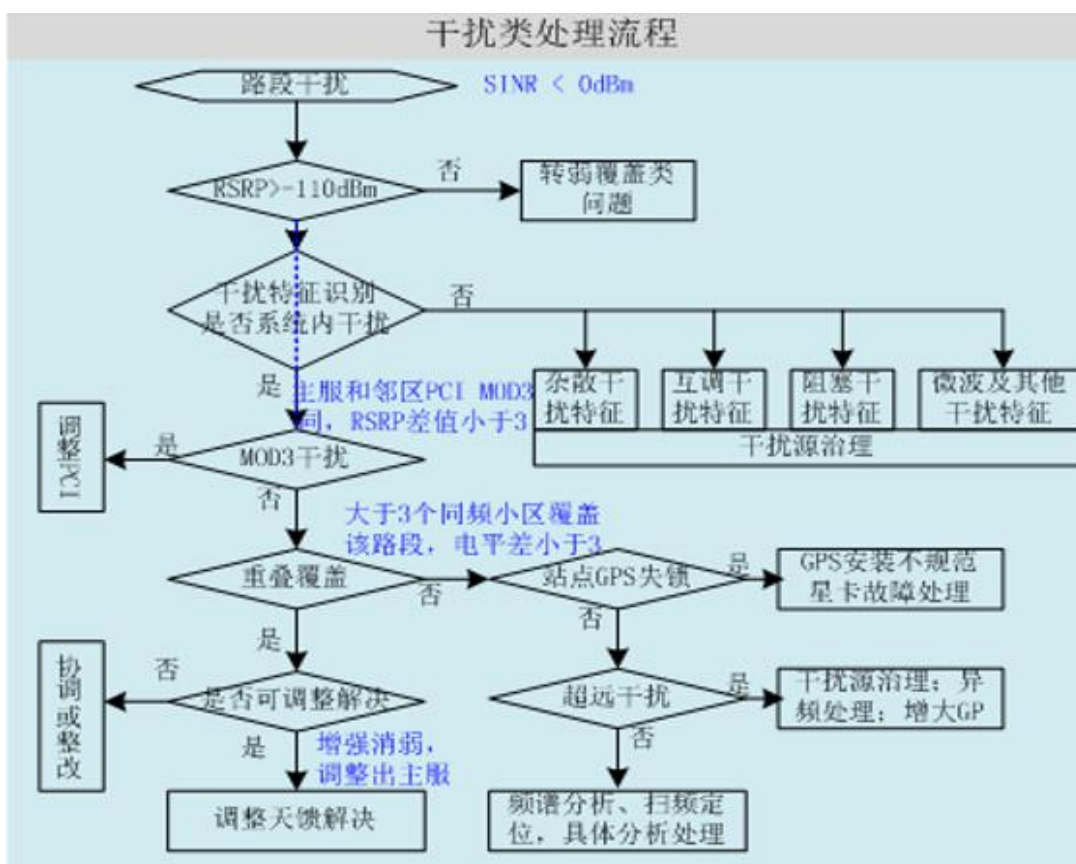 干扰类处理流程
路段干扰
SINR < 0dBm
RSRP>-110dBm
否
转弱覆盖类
问题
干扰特征识别
是否系统内干扰
否
是
杂散干
扰特征
互调干
扰特征
阻塞干
扰特征
微波及其他
干扰特征
干扰源治理
主服和邻区PCI MOD3
同，RSRP差值小于3
MOD3干扰
是
调整PCI
否
大于3个同频小区覆盖
该路段，电平差小于3
重叠覆盖
否
站点GPS失锁
是
GPS安装不规范
星卡故障处理
是
否
是否可调整解决
否
协调或整改
超远干扰
是
干扰源治理；异
频处理；增大GP
是
增强消弱，
调整出主服
否
调整天馈解决
频谱分析、扫频定
位，具体分析处理